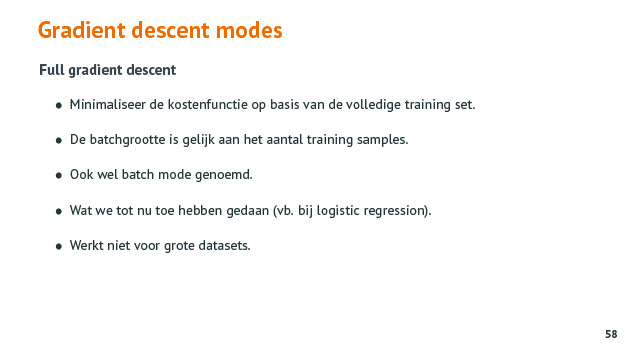 Gradient descent modes
Full gradient descent
● Minimaliseer de kostenfunctie op basis van de volledige training set.
● De batchgrootte is gelijk aan het aantal training samples.
● Ook wel batch mode genoemd.
● Wat we tot nu toe hebben gedaan (vb. bij logistic regression).
● Werkt niet voor grote datasets.
58